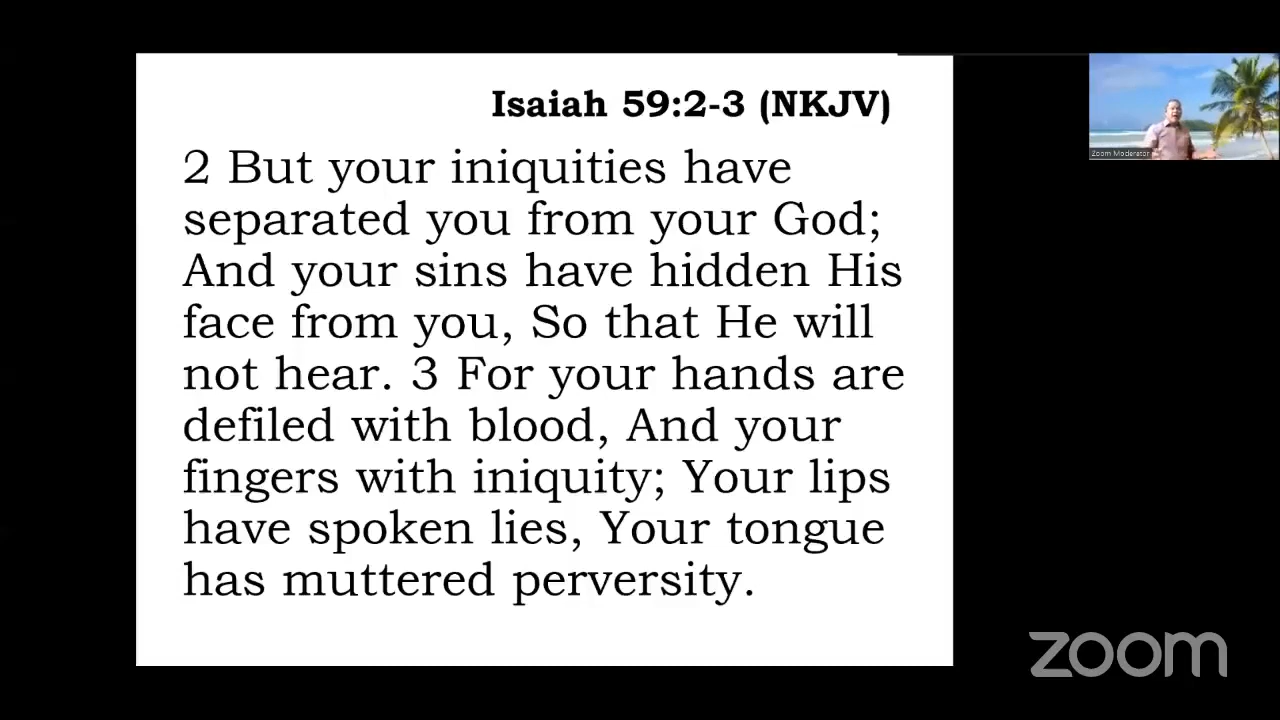 Isaiah 59:2-3 (NKJV)
2 But your iniquities have
separated you from your God;
And your sins have hidden His
face from you, So that He will
not hear. 3 For your hands are
defiled with blood, And your
fingers with iniquity; Your lips
have spoken lies, Your tongue
has muttered perversity.
Zoom Moderator
zoom